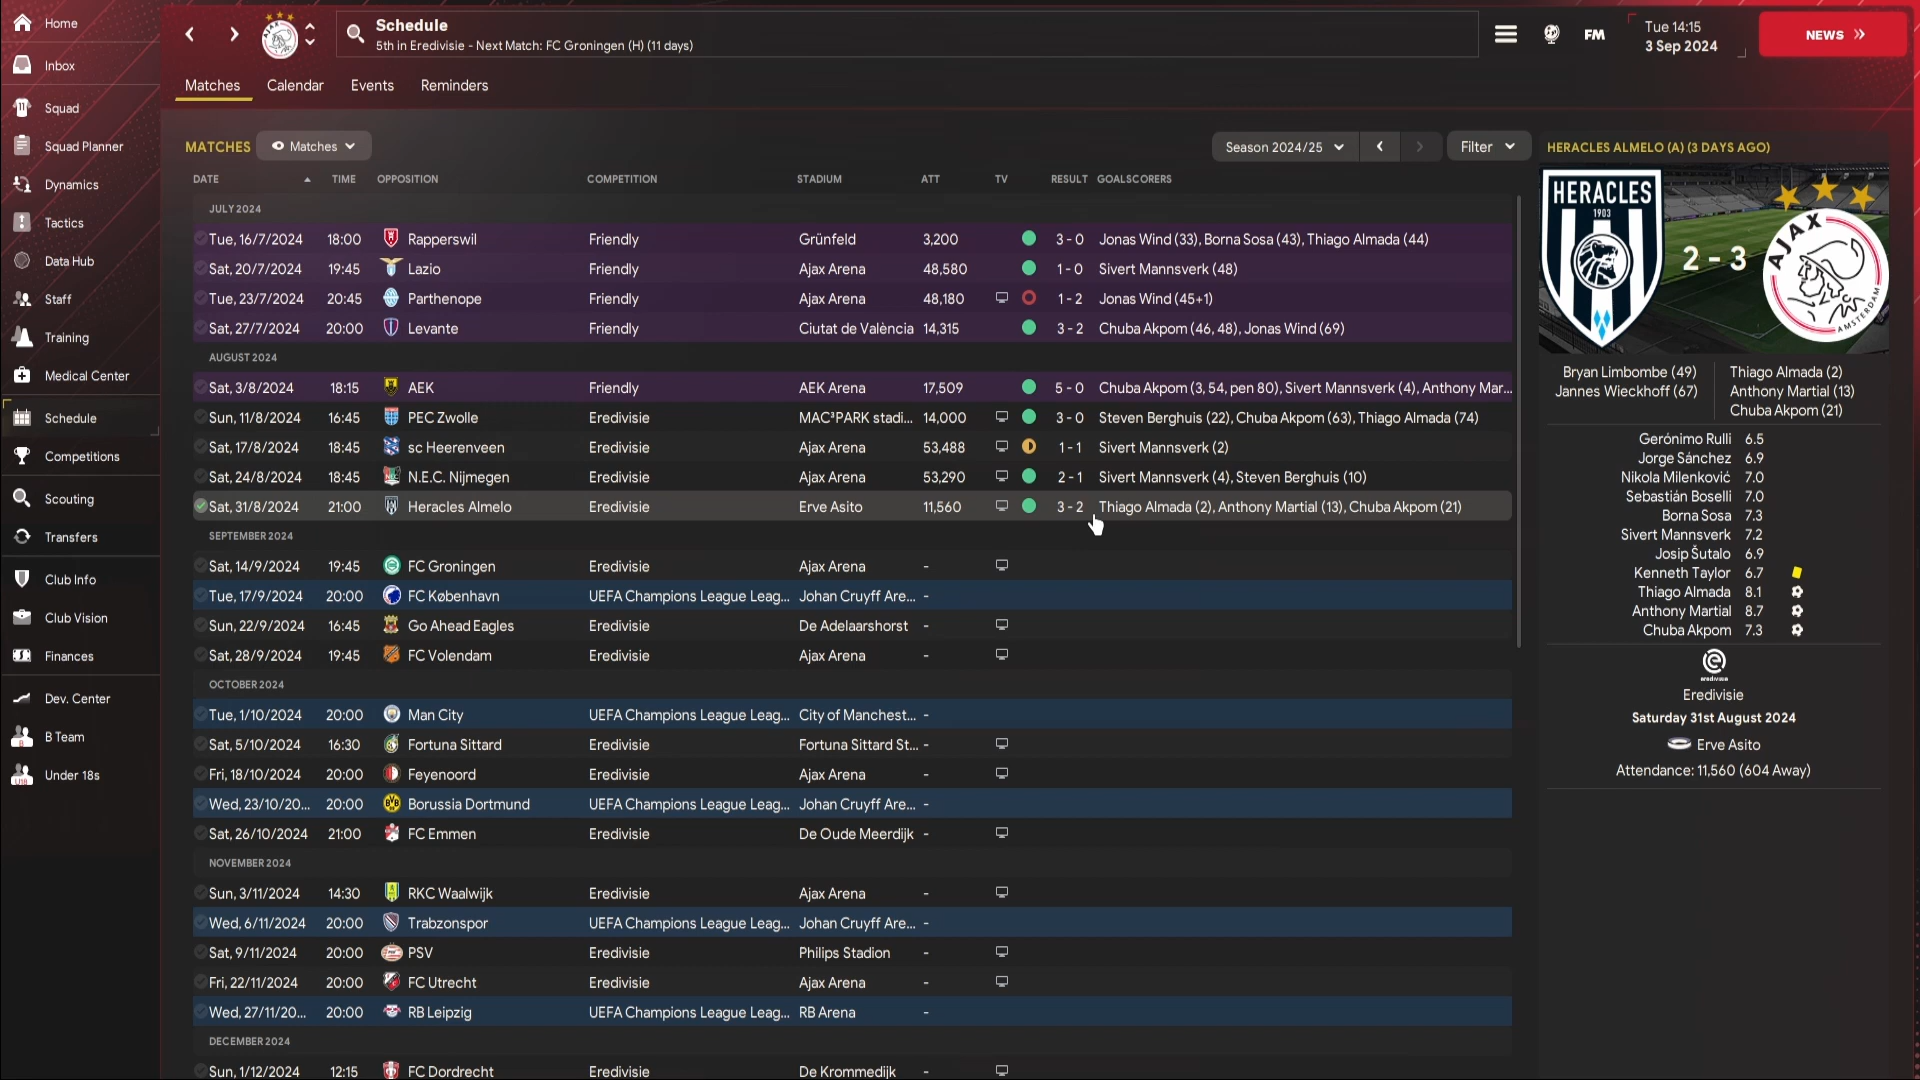 Home
Inbox
Squad
Squad Planner
Dynamics
Tactics
Data Hub
Staff
Training
Medical Center
Schedule
Competitions
Scouting
Transfers
Club Info
Club Vision
Finances
Dev. Center
B Team
Under 18s
Schedule
5th in Eredivisie - Next Match: FC Groningen (H) (11 days)
FM
Tue 14:15
3 Sep 2024
NEWS
Matches Calendar Events Reminders
MATCHES Matches Season 2024/25 Filter
DATE TIME OPPOSITION COMPETITION STADIUM ATT TV RESULT GOALSCORERS
JULY 2024
Tue, 16/7/2024 18:00 Rapperswil Friendly Grünfeld 3,200 3 - 0 Jonas Wind (33), Borna Sosa (43), Thiago Almada (44)
Sat, 20/7/2024 19:45 Lazio Friendly Ajax Arena 48,580 1 - 0 Sivert Mannsverk (48)
Tue, 23/7/2024 20:45 Parthenope Friendly Ajax Arena 48,180 1 - 2 Jonas Wind (45+1)
Sat, 27/7/2024 20:00 Levante Friendly Ciutat de València 14,315 3 - 2 Chuba Akpom (46, 48), Jonas Wind (69)
AUGUST 2024
Sat, 3/8/2024 18:15 AEK Friendly AEK Arena 17,509 5 - 0 Chuba Akpom (3, 54, pen 80), Sivert Mannsverk (4), Anthony Mar...
Sun, 11/8/2024 16:45 PEC Zwolle Eredivisie MAC³PARK stadi... 14,000 3 - 0 Steven Berghuis (22), Chuba Akpom (63), Thiago Almada (74)
Sat, 17/8/2024 18:45 sc Heerenveen Eredivisie Ajax Arena 53,488 1 - 1 Sivert Mannsverk (2)
Sat, 24/8/2024 18:45 N.E.C. Nijmegen Eredivisie Ajax Arena 53,290 2 - 1 Sivert Mannsverk (4), Steven Berghuis (10)
Sat, 31/8/2024 21:00 Heracles Almelo Eredivisie Erve Asito 11,560 3 - 2 Thiago Almada (2), Anthony Martial (13), Chuba Akpom (21)
SEPTEMBER 2024
Sat, 14/9/2024 19:45 FC Groningen Eredivisie Ajax Arena -
Tue, 17/9/2024 20:00 FC København UEFA Champions League Leag... Johan Cruyff Are... -
Sun, 22/9/2024 16:45 Go Ahead Eagles Eredivisie De Adelaarshorst -
Sat, 28/9/2024 19:45 FC Volendam Eredivisie Ajax Arena -
OCTOBER 2024
Tue, 1/10/2024 20:00 Man City UEFA Champions League Leag... City of Manchest... -
Sat, 5/10/2024 16:30 Fortuna Sittard Eredivisie Fortuna Sittard St... -
Fri, 18/10/2024 20:00 Feyenoord Eredivisie Ajax Arena -
Wed, 23/10/20... 20:00 Borussia Dortmund UEFA Champions League Leag... Johan Cruyff Are... -
Sat, 26/10/2024 21:00 FC Emmen Eredivisie De Oude Meerdijk -
NOVEMBER 2024
Sun, 3/11/2024 14:30 RKC Waalwijk Eredivisie Ajax Arena -
Wed, 6/11/2024 20:00 Trabzonspor UEFA Champions League Leag... Johan Cruyff Are... -
Sat, 9/11/2024 20:00 PSV Eredivisie Philips Stadion -
Fri, 22/11/2024 20:00 FC Utrecht Eredivisie Ajax Arena -
Wed, 27/11/20... 20:00 RB Leipzig UEFA Champions League Leag... RB Arena -
DECEMBER 2024
Sun, 1/12/2024 12:15 FC Dordrecht Eredivisie De Krommedijk -
HERACLES ALMELO (A) (3 DAYS AGO)
HERACLES
1903
2 - 3
AJAX
AMSTERDAM
Bryan Limbombe (49)
Jannes Wieckhoff (67)
Thiago Almada (2)
Anthony Martial (13)
Chuba Akpom (21)
Gerónimo Rulli 6.5
Jorge Sánchez 6.9
Nikola Milenković 7.0
Sebastián Boselli 7.0
Borna Sosa 7.3
Sivert Mannsverk 7.2
Josip Šutalo 6.9
Kenneth Taylor 6.7
Thiago Almada 8.1
Anthony Martial 8.7
Chuba Akpom 7.3
eredivisie
Eredivisie
Saturday 31st August 2024
Erve Asito
Attendance: 11,560 (604 Away)